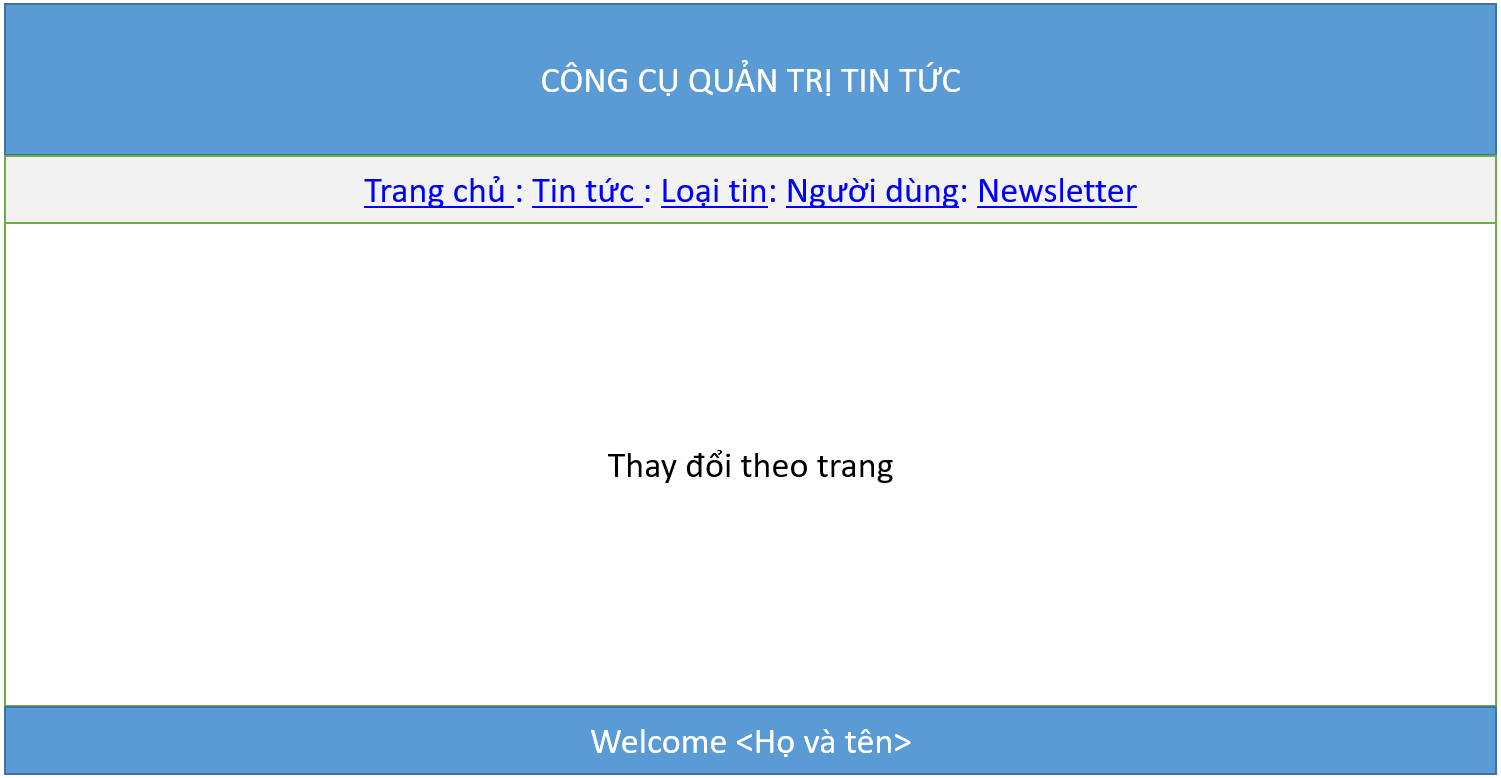 CÔNG CỤ QUẢN TRỊ TIN TỨC
Trang chủ : Tin tức : Loại tin: Người dùng: Newsletter
Thay đổi theo trang
Welcome <Họ và tên>